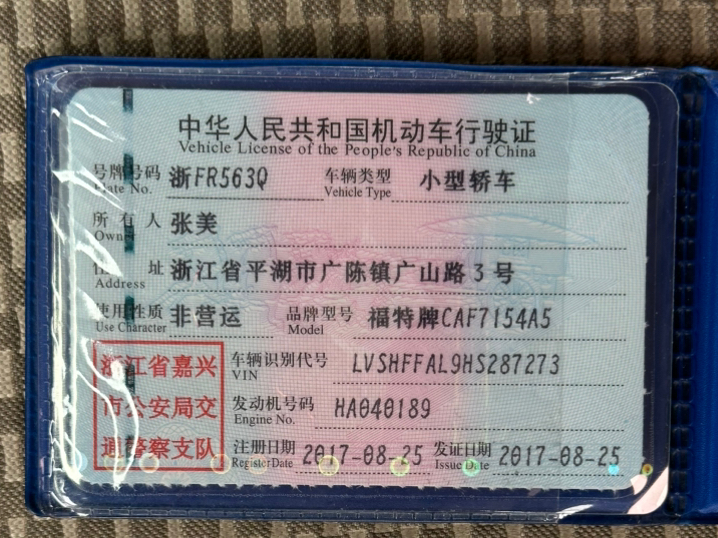 中华人民共和国机动车行驶证
Vehicle License of the People's Republic of China
号牌号码 浙FR563Q 车辆类型 小型轿车
Plate No. Vehicle Type
所有人 张美
Owner
住址 浙江省平湖市广陈镇广山路3号
Address
使用性质 非营运 品牌型号 福特牌CAF7154A5
Use Character Model
浙江省嘉兴 车辆识别代号 LVSHFFAL9HS287273
VIN
市公安局交 发动机号码 HA040189
Engine No.
通警察支队 注册日期 2017-08-25 发证日期 2017-08-25
Register Date Issue Date